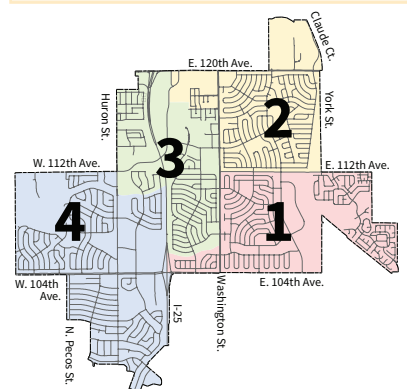 Claude Ct.
E. 120th Ave.
Huron St.
York St.
2
3
W. 112th Ave.
E. 112th Ave.
4
1
W. 104th
Ave.
E. 104th Ave.
I-25
Washington St.
N. Pecos St.